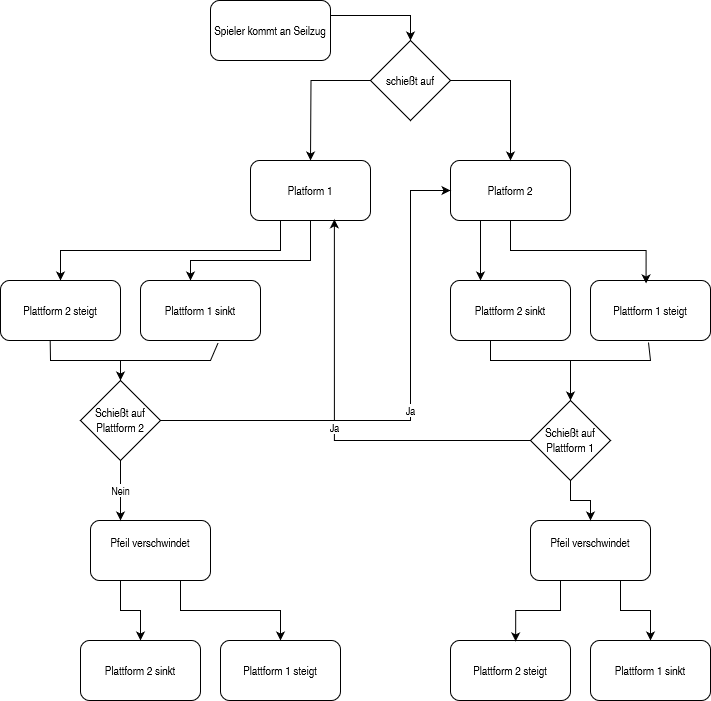 Spieler kommt an Seilzug
schießt auf
Platform 1
Platform 2
Plattform 2 steigt
Plattform 1 sinkt
Plattform 2 sinkt
Plattform 1 steigt
Schießt auf
Plattform 2
Ja
Ja
Schießt auf
Plattform 1
Nein
Pfeil verschwindet
Pfeil verschwindet
Plattform 2 sinkt
Plattform 1 steigt
Plattform 2 steigt
Plattform 1 sinkt